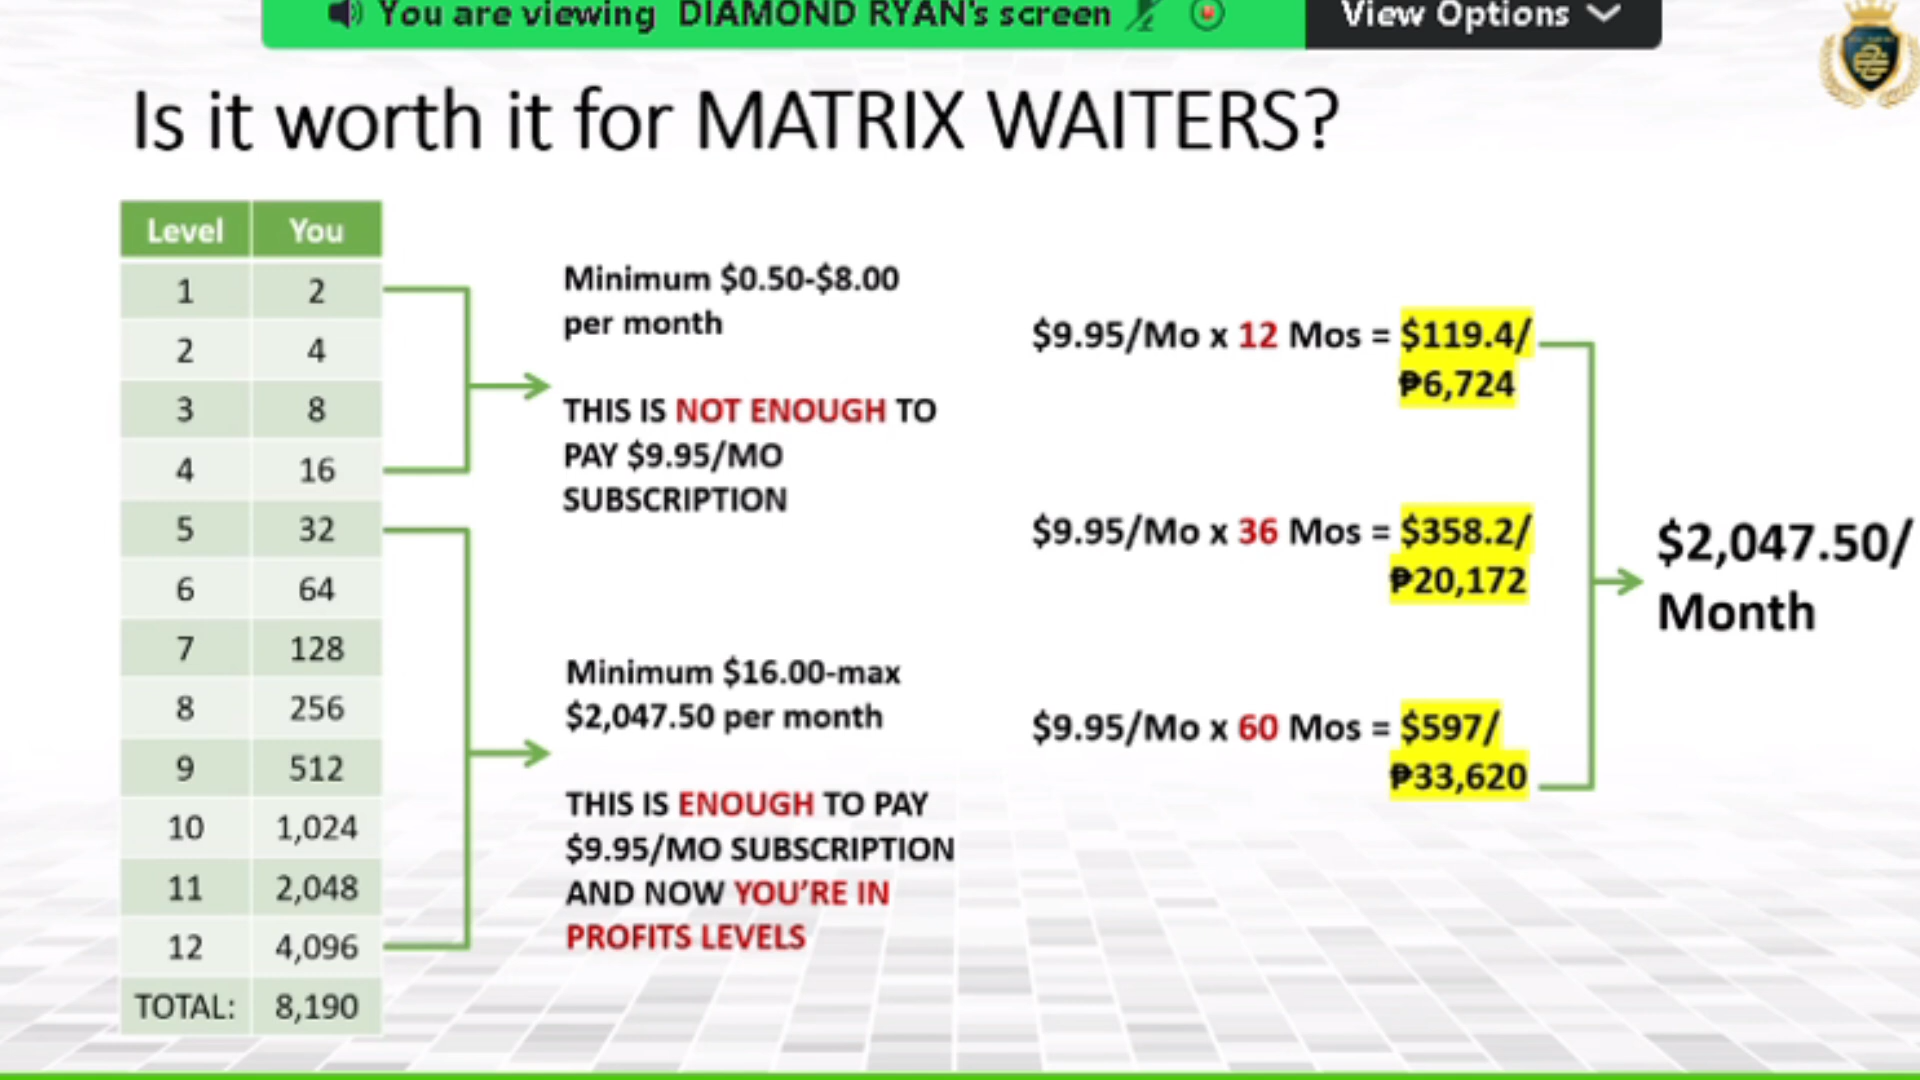 You are viewing DIAMOND RYAN's screen
View Options
Is it worth it for MATRIX WAITERS?
Level You
1 2
2 4
3 8
4 16
5 32
6 64
7 128
8 256
9 512
10 1,024
11 2,048
12 4,096
TOTAL: 8,190
Minimum $0.50-$8.00
per month
THIS IS NOT ENOUGH TO
PAY $9.95/MO
SUBSCRIPTION
Minimum $16.00-max
$2,047.50 per month
THIS IS ENOUGH TO PAY
$9.95/MO SUBSCRIPTION
AND NOW YOU'RE IN
PROFITS LEVELS
$9.95/Mo x 12 Mos = $119.4/
₱6,724
$9.95/Mo x 36 Mos = $358.2/
₱20,172
$9.95/Mo x 60 Mos = $597/
₱33,620
$2,047.50/
Month